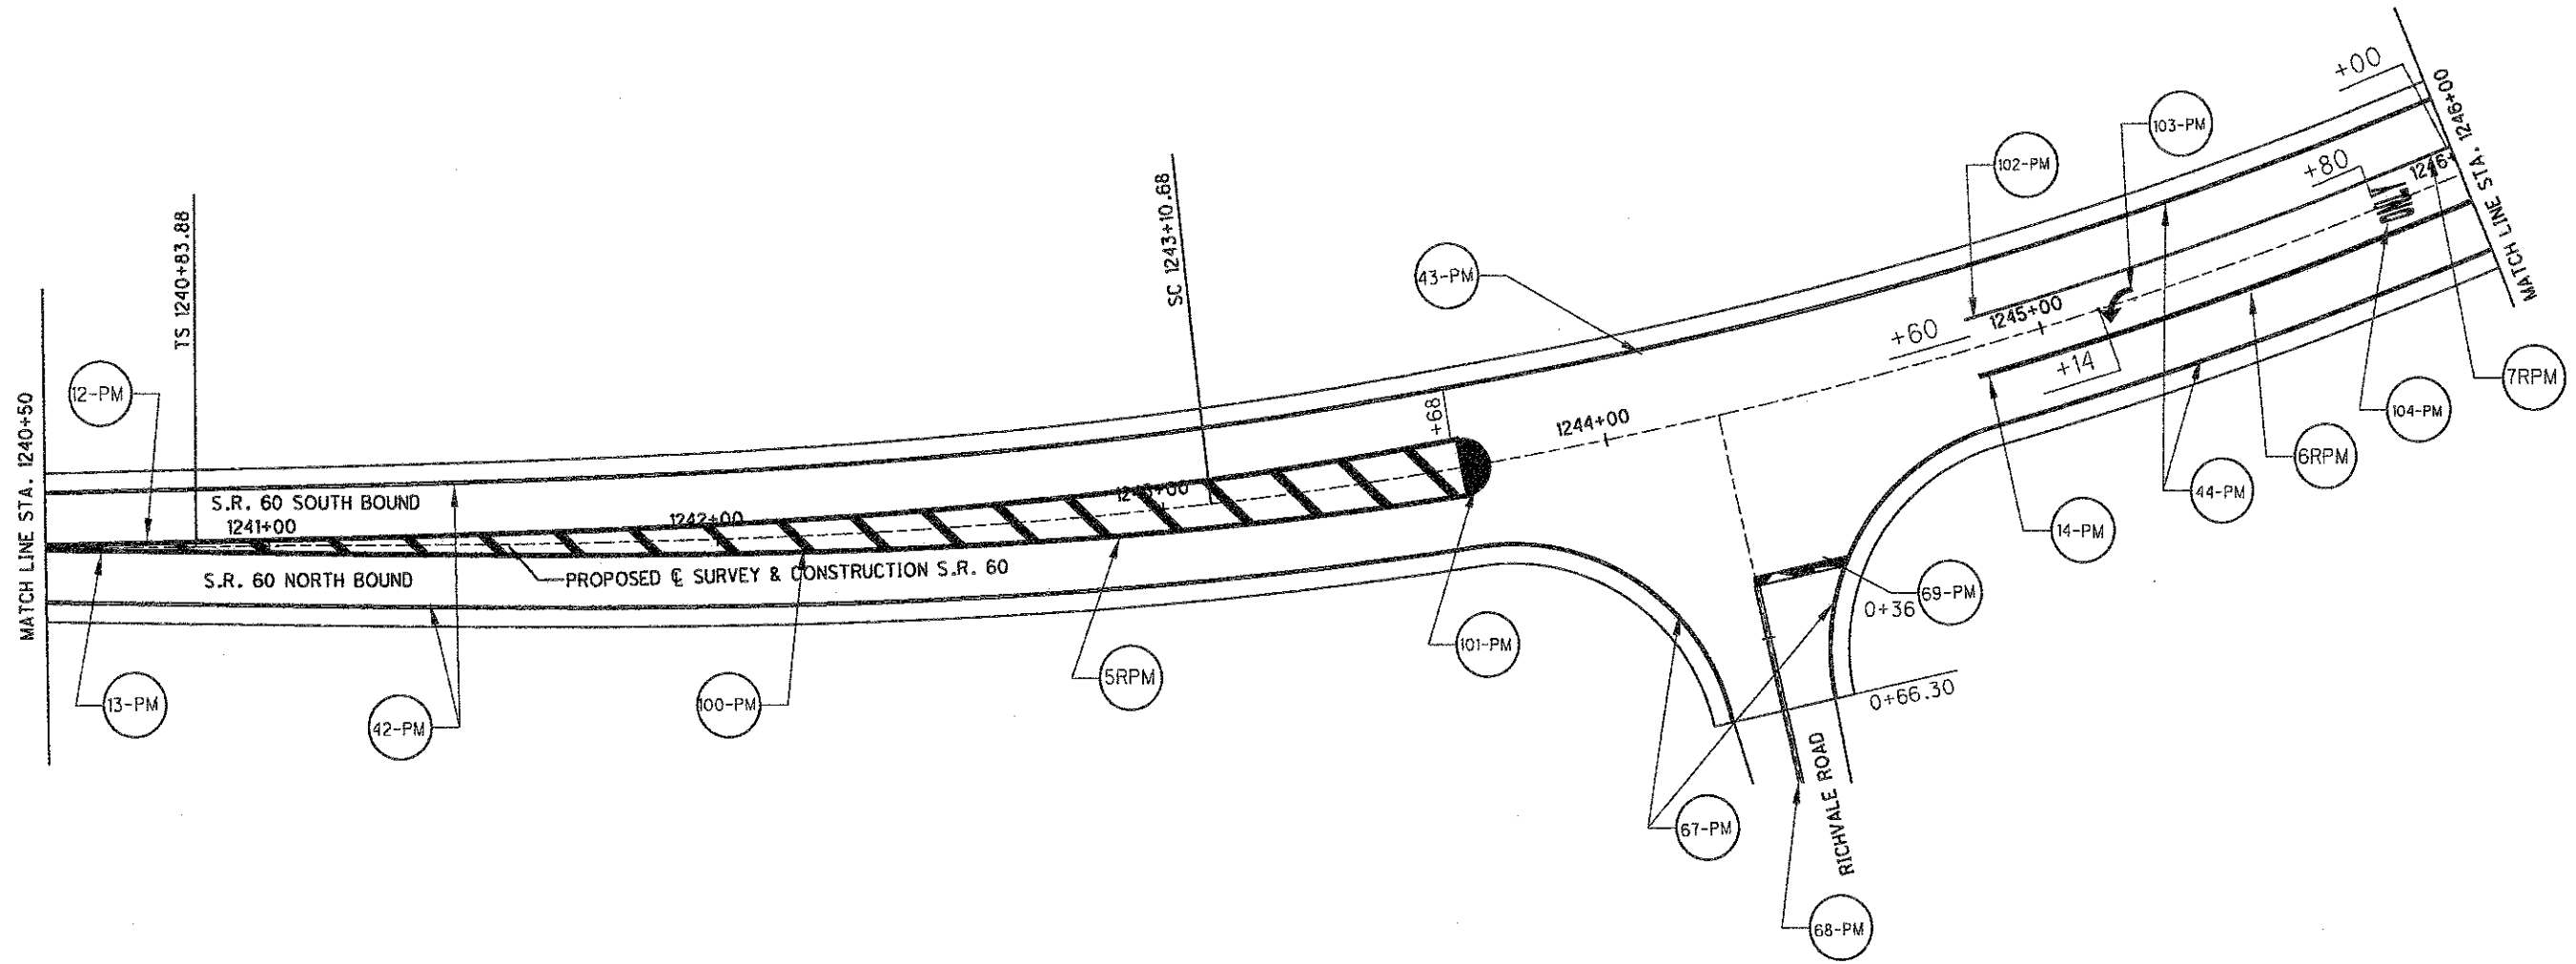 MATCH LINE STA. 1240+50
12-PM
TS 1240+83.88
SC 1243+10.68
43-PM
102-PM
103-PM
+00
+80
1246+
MATCH LINE STA. 1246+00
ONLY
S.R. 60 SOUTH BOUND
1241+00
1242+00
+68
1244+00
+60
1245+00
+14
7RPM
104-PM
6RPM
44-PM
14-PM
S.R. 60 NORTH BOUND
PROPOSED ℄ SURVEY & CONSTRUCTION S.R. 60
69-PM
0+36
101-PM
5RPM
100-PM
13-PM
42-PM
0+66.30
67-PM
RICHVALE ROAD
68-PM